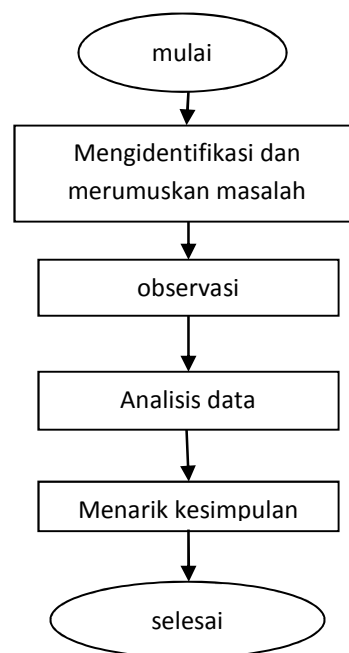 mulai
Mengidentifikasi dan
merumuskan masalah
observasi
Analisis data
Menarik kesimpulan
selesai